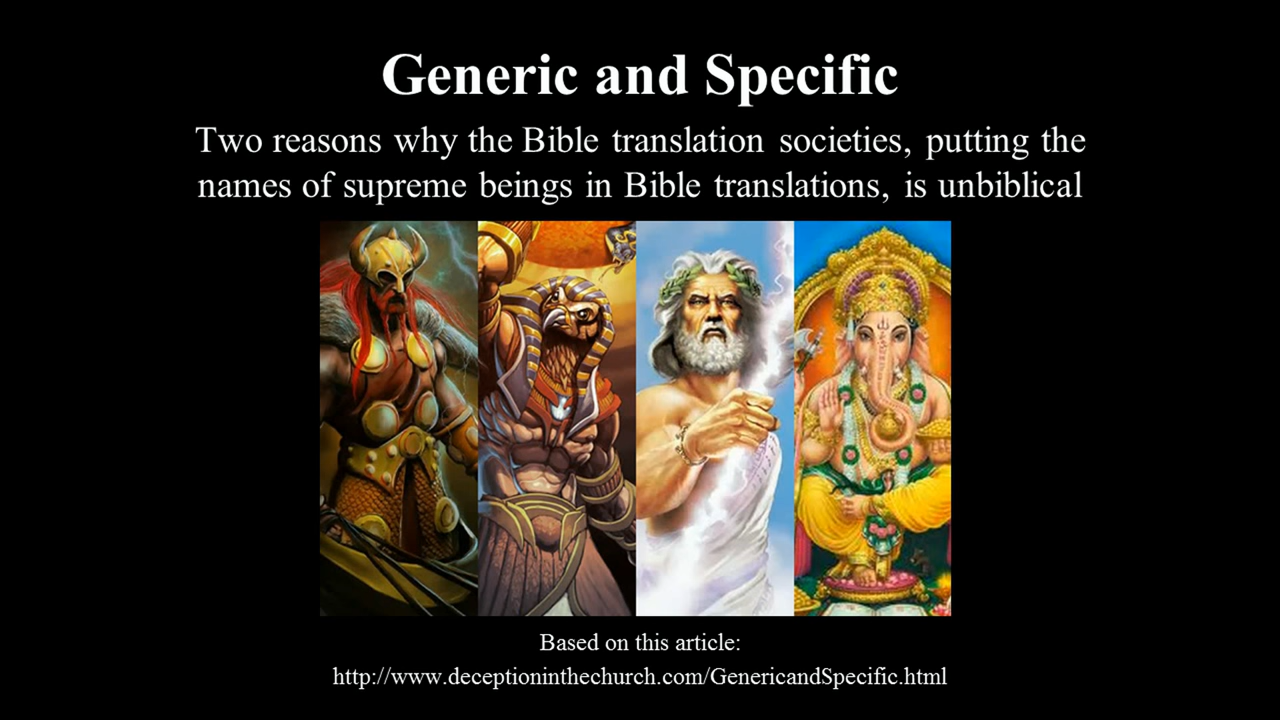 Generic and Specific
Two reasons why the Bible translation societies, putting the
names of supreme beings in Bible translations, is unbiblical
Based on this article:
http://www.deceptioninthechurch.com/GenericandSpecific.html